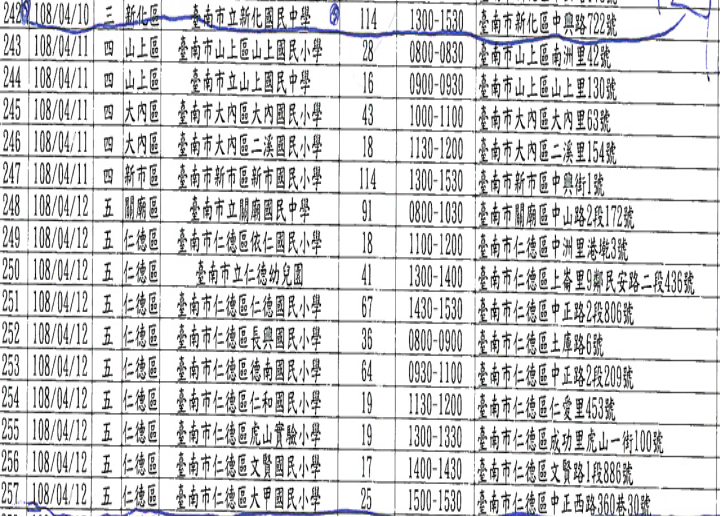 242 108/04/10 三 新化區 臺南市立新化國民中學 114 1300-1530 臺南市新化區中興路722號
243 108/04/11 四 山上區 臺南市山上區山上國民小學 28 0800-0830 臺南市山上區南洲里42號
244 108/04/11 四 山上區 臺南市立山上國民中學 16 0900-0930 臺南市山上區山上里130號
245 108/04/11 四 大內區 臺南市大內區大內國民小學 43 1000-1100 臺南市大內區大內里63號
246 108/04/11 四 大內區 臺南市大內區二溪國民小學 18 1130-1200 臺南市大內區二溪里154號
247 108/04/11 四 新市區 臺南市新市區新市國民小學 114 1300-1530 臺南市新市區中興街1號
248 108/04/12 五 關廟區 臺南市立關廟國民中學 91 0800-1030 臺南市關廟區中山路2段172號
249 108/04/12 五 仁德區 臺南市仁德區依仁國民小學 18 1100-1200 臺南市仁德區中洲里港墘3號
250 108/04/12 五 仁德區 臺南市立仁德幼兒園 41 1300-1400 臺南市仁德區上崙里9鄰民安路二段436號
251 108/04/12 五 仁德區 臺南市仁德區仁德國民小學 67 1430-1530 臺南市仁德區中正路2段806號
252 108/04/12 五 仁德區 臺南市仁德區長興國民小學 36 0800-0900 臺南市仁德區土庫路6號
253 108/04/12 五 仁德區 臺南市仁德區德南國民小學 64 0930-1100 臺南市仁德區中正路2段209號
254 108/04/12 五 仁德區 臺南市仁德區仁和國民小學 19 1130-1200 臺南市仁德區仁愛里453號
255 108/04/12 五 仁德區 臺南市仁德區虎山實驗小學 19 1300-1330 臺南市仁德區成功里虎山一街100號
256 108/04/12 五 仁德區 臺南市仁德區文賢國民小學 17 1400-1430 臺南市仁德區文賢路1段886號
257 108/04/12 五 仁德區 臺南市仁德區大甲國民小學 25 1500-1530 臺南市仁德區中正西路360巷30號